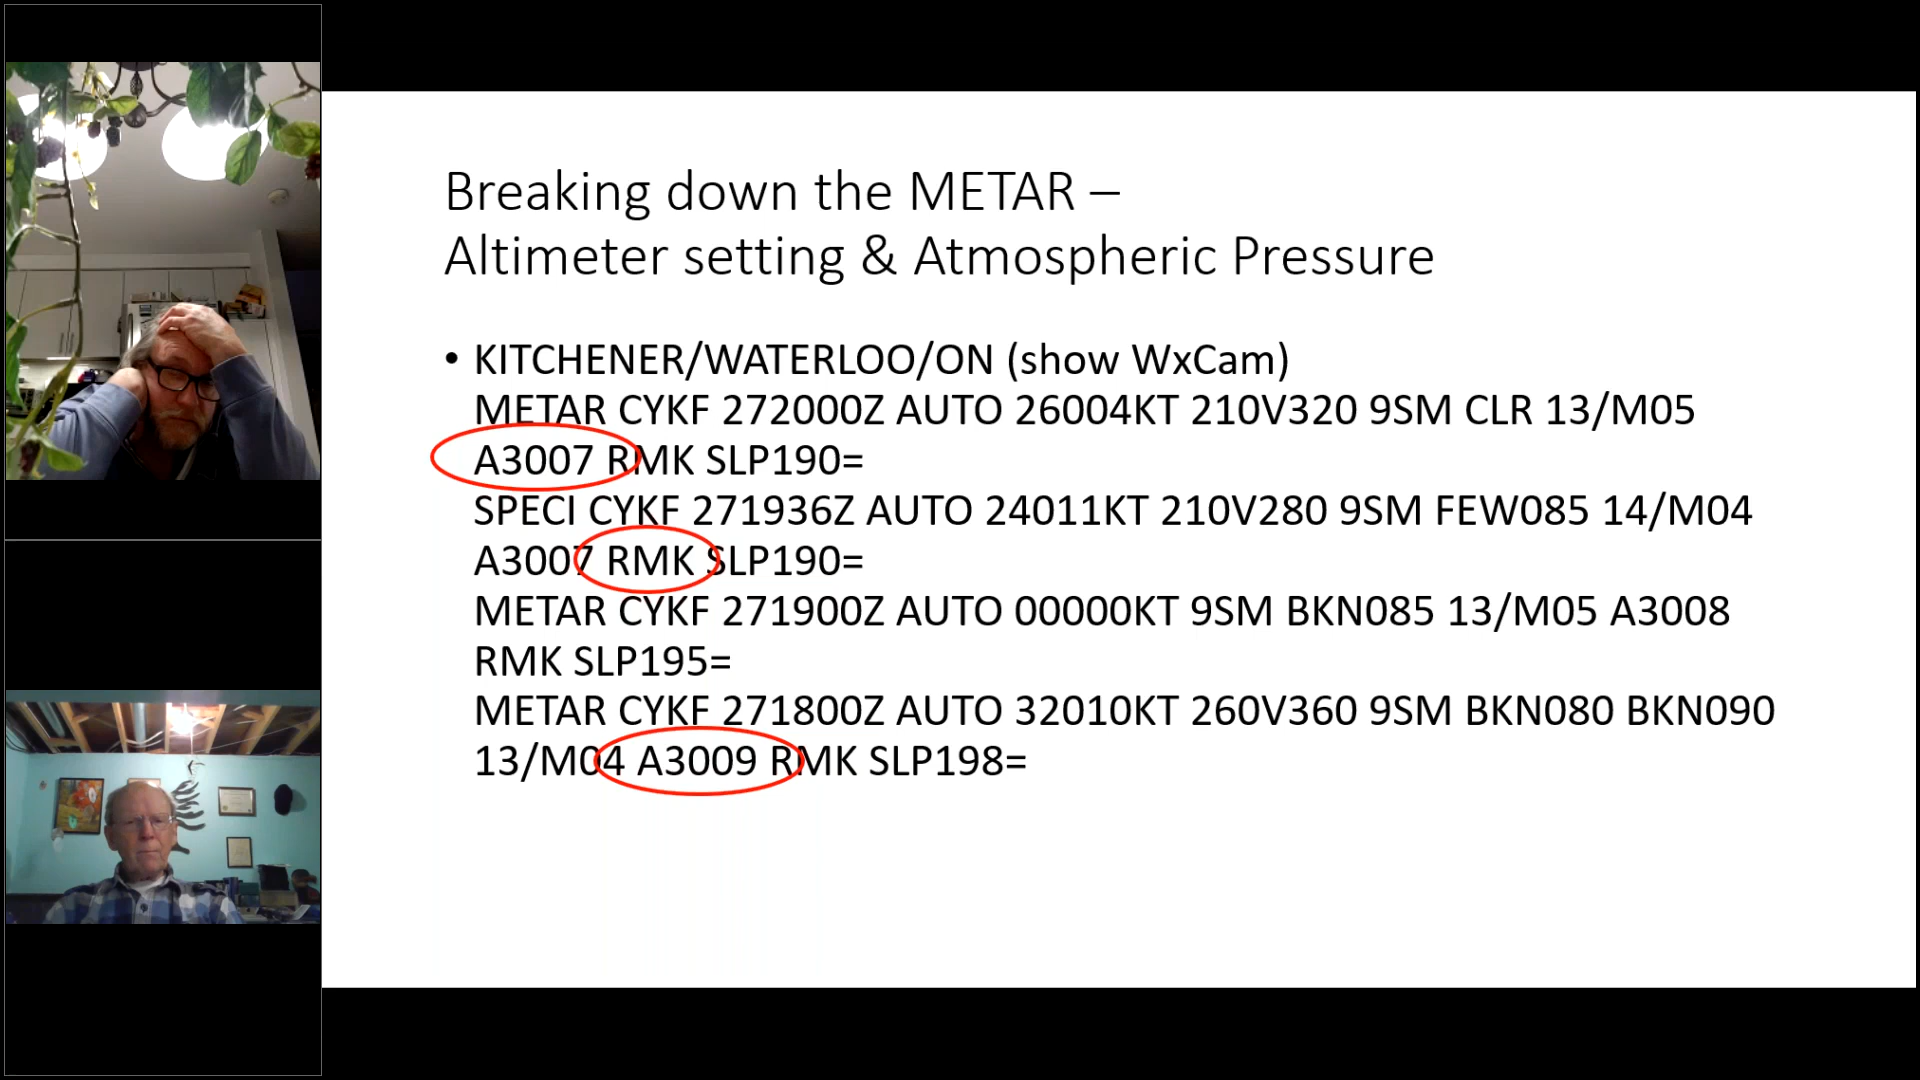 Breaking down the METAR –
Altimeter setting & Atmospheric Pressure
• KITCHENER/WATERLOO/ON (show WxCam)
METAR CYKF 272000Z AUTO 26004KT 210V320 9SM CLR 13/M05
A3007 RMK SLP190=
SPECI CYKF 271936Z AUTO 24011KT 210V280 9SM FEW085 14/M04
A3007 RMK SLP190=
METAR CYKF 271900Z AUTO 00000KT 9SM BKN085 13/M05 A3008
RMK SLP195=
METAR CYKF 271800Z AUTO 32010KT 260V360 9SM BKN080 BKN090
13/M04 A3009 RMK SLP198=